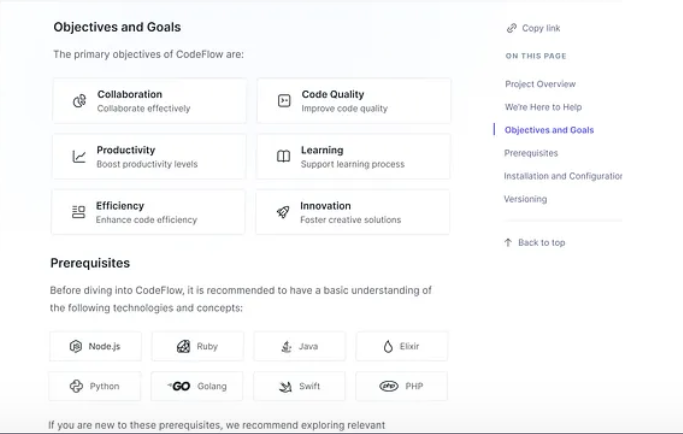 Objectives and Goals
The primary objectives of CodeFlow are:
Collaboration
Collaborate effectively
Code Quality
Improve code quality
Productivity
Boost productivity levels
Learning
Support learning process
Efficiency
Enhance code efficiency
Innovation
Foster creative solutions
Prerequisites
Before diving into CodeFlow, it is recommended to have a basic understanding of
the following technologies and concepts:
Node.js
Ruby
Java
Elixir
Python
GO Golang
Swift
php PHP
If you are new to these prerequisites, we recommend exploring relevant
Copy link
ON THIS PAGE
Project Overview
We're Here to Help
Objectives and Goals
Prerequisites
Installation and Configuration
Versioning
Back to top